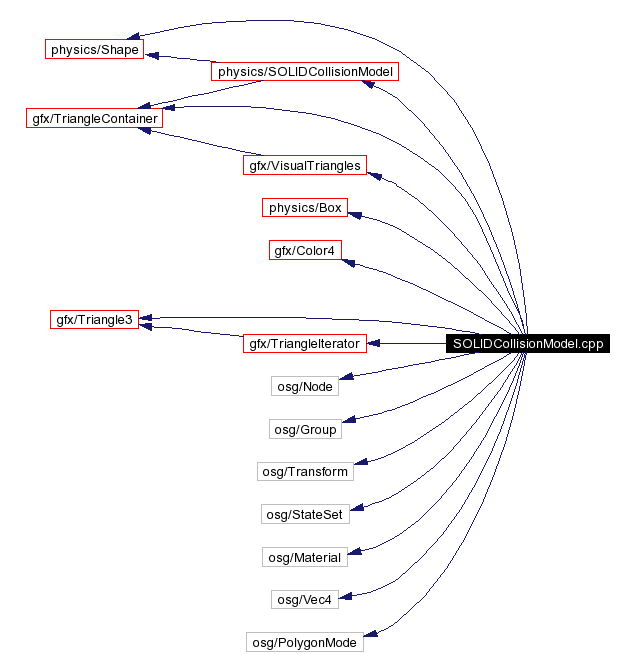 physics/Shape
physics/SOLIDCollisionModel
gfx/TriangleContainer
gfx/VisualTriangles
physics/Box
gfx/Color4
gfx/Triangle3
gfx/TriangleIterator
SOLIDCollisionModel.cpp
osg/Node
osg/Group
osg/Transform
osg/StateSet
osg/Material
osg/Vec4
osg/PolygonMode